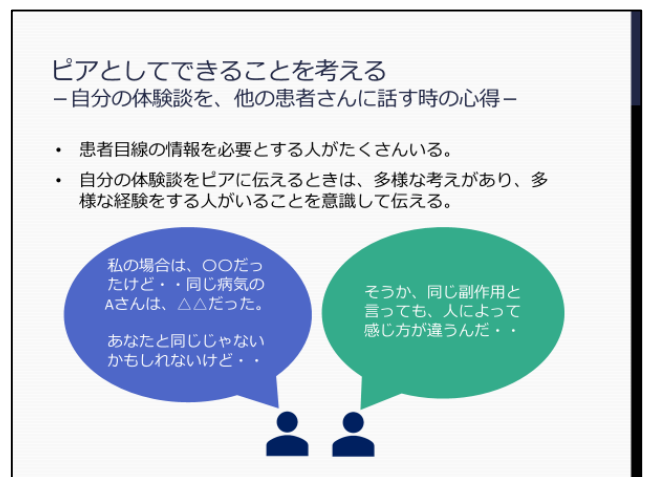 ピアとしてできることを考える
－自分の体験談を、他の患者さんに話す時の心得－
• 患者目線の情報を必要とする人がたくさんいる。
• 自分の体験談をピアに伝えるときは、多様な考えがあり、多
様な経験をする人がいることを意識して伝える。
私の場合は、〇〇だっ
たけど・・同じ病気の
Aさんは、△△だった。
あなたと同じじゃない
かもしれないけど・・
そうか、同じ副作用と
言っても、人によって
感じ方が違うんだ・・